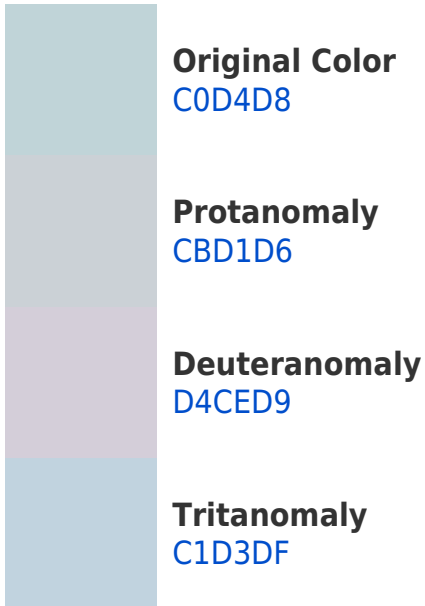 Original Color
C0D4D8
Protanomaly
CBD1D6
Deuteranomaly
D4CED9
Tritanomaly
C1D3DF